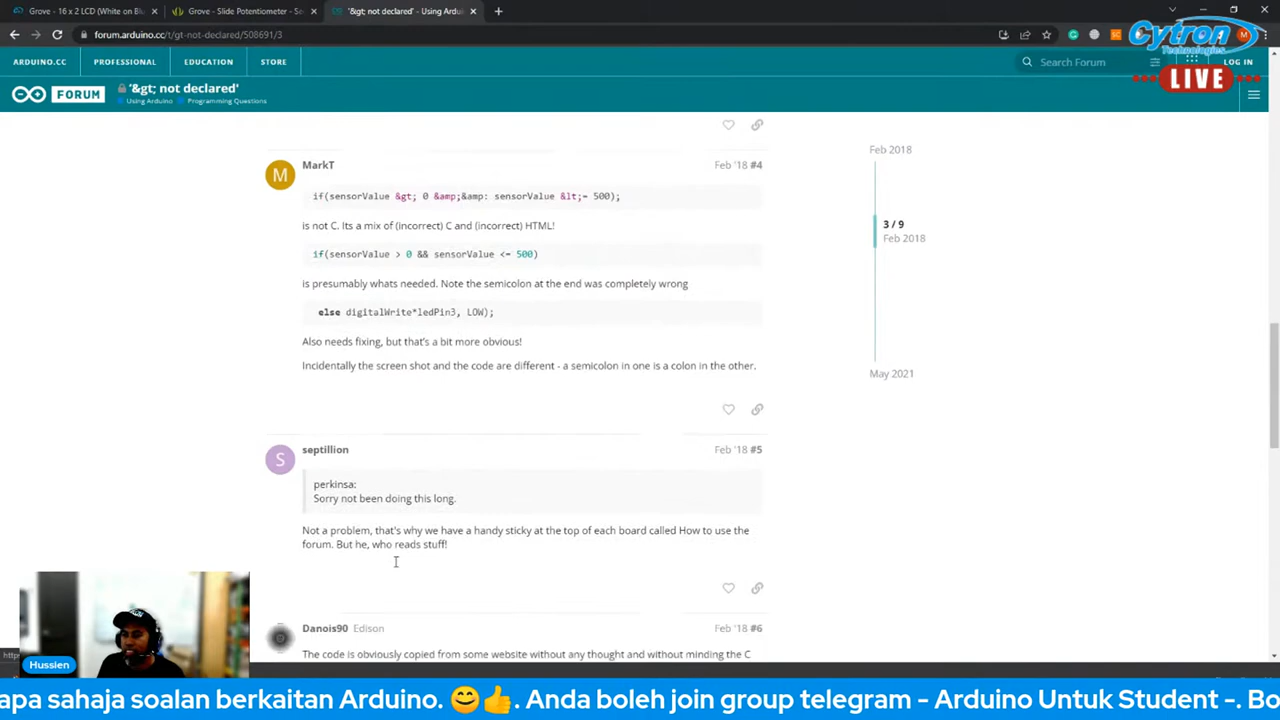 Grove - 16 x 2 LCD (White on Blu
Grove - Slide Potentiometer - Se
'&gt; not declared' - Using Ardui
forum.arduino.cc/t/gt-not-declared/508691/3
Cytron
Technologies
LIVE
ARDUINO.CC
PROFESSIONAL
EDUCATION
STORE
Search Forum
LOG IN
FORUM
'&gt; not declared'
Using Arduino
Programming Questions
MarkT
Feb '18 #4
if(sensorValue &gt; 0 &amp;&amp: sensorValue &lt;= 500);
is not C. Its a mix of (incorrect) C and (incorrect) HTML!
if(sensorValue > 0 && sensorValue <= 500)
is presumably whats needed. Note the semicolon at the end was completely wrong
else digitalWrite*ledPin3, LOW);
Also needs fixing, but that's a bit more obvious!
Incidentally the screen shot and the code are different - a semicolon in one is a colon in the other.
Feb 2018
3 / 9
Feb 2018
May 2021
S
septillion
Feb '18 #5
perkinsa:
Sorry not been doing this long.
Not a problem, that's why we have a handy sticky at the top of each board called How to use the
forum. But he, who reads stuff!
Danois90 Edison
Feb '18 #6
The code is obviously copied from some website without any thought and without minding the C
Hussien
apa sahaja soalan berkaitan Arduino. 😊👍. Anda boleh join group telegram - Arduino Untuk Student -. Bo